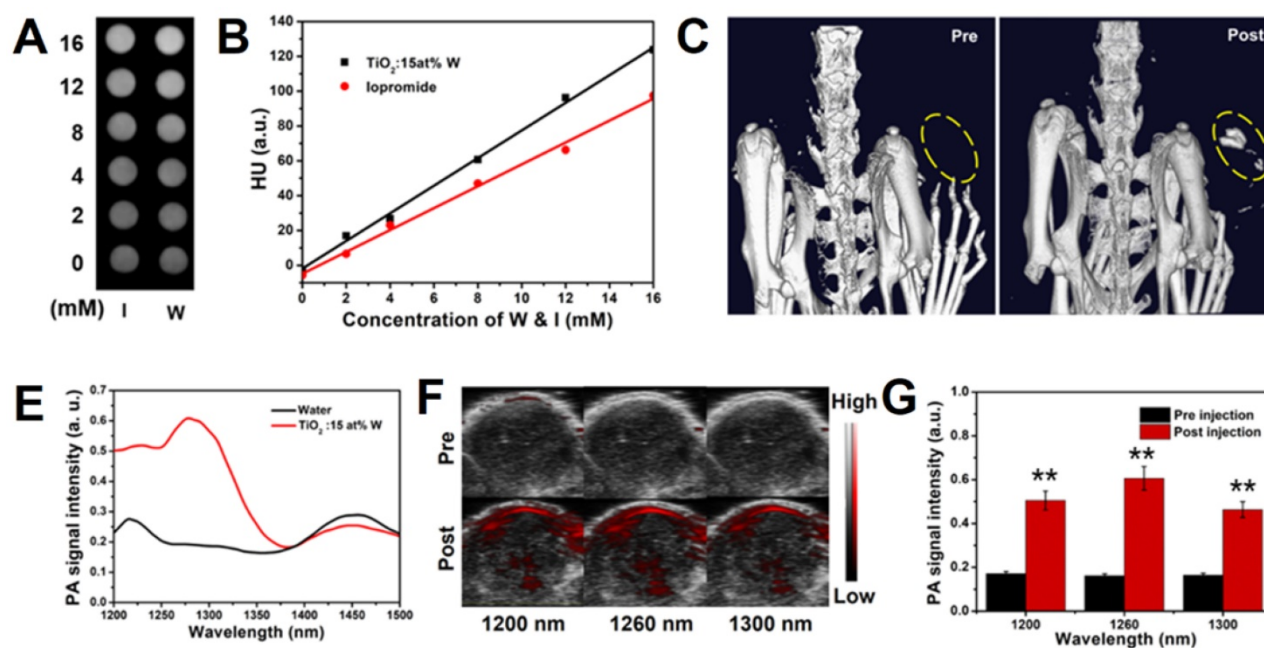 A
16
12
8
4
2
0
(mM)
I W
B
HU (a.u.)
140
120
100
80
60
40
20
0
TiO₂:15at% W
Iopromide
0 2 4 6 8 10 12 14 16
Concentration of W & I (mM)
C
Pre
Post
E
PA signal intensity (a. u.)
0.7
0.6
0.5
0.4
0.3
0.2
0.1
0.0
Water
TiO₂ :15 at% W
1200 1250 1300 1350 1400 1450 1500
Wavelength (nm)
F
Pre
Post
High
Low
1200 nm 1260 nm 1300 nm
G
PA signal intensity (a.u.)
1.0
0.8
0.6
0.4
0.2
0.0
Pre injection
Post injection
** ** **
1200 1260 1300
Wavelength (nm)